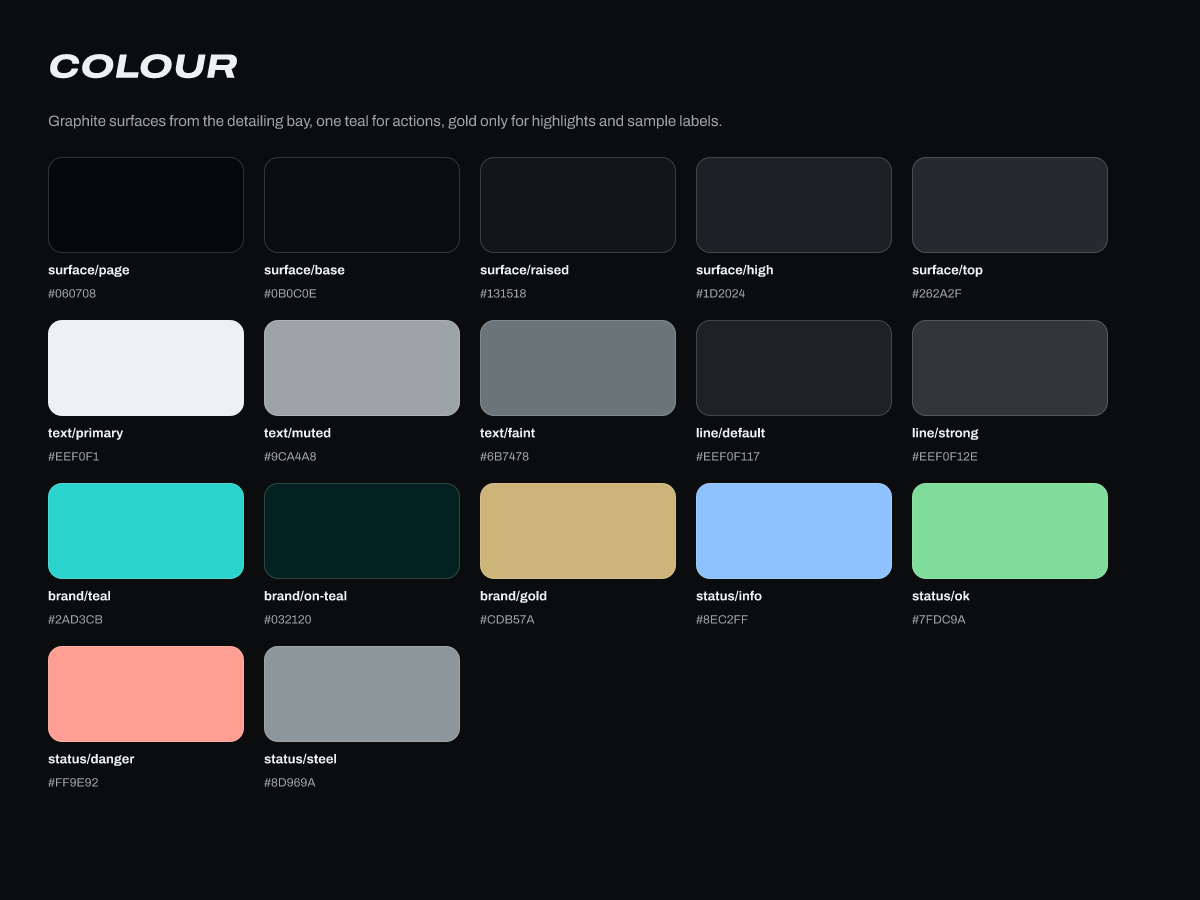 COLOUR
Graphite surfaces from the detailing bay, one teal for actions, gold only for highlights and sample labels.
surface/page
#060708
surface/base
#0B0C0E
surface/raised
#131518
surface/high
#1D2024
surface/top
#262A2F
text/primary
#EEF0F1
text/muted
#9CA4A8
text/faint
#6B7478
line/default
#EEF0F117
line/strong
#EEF0F12E
brand/teal
#2AD3CB
brand/on-teal
#032120
brand/gold
#CDB57A
status/info
#8EC2FF
status/ok
#7FDC9A
status/danger
#FF9E92
status/steel
#8D969A